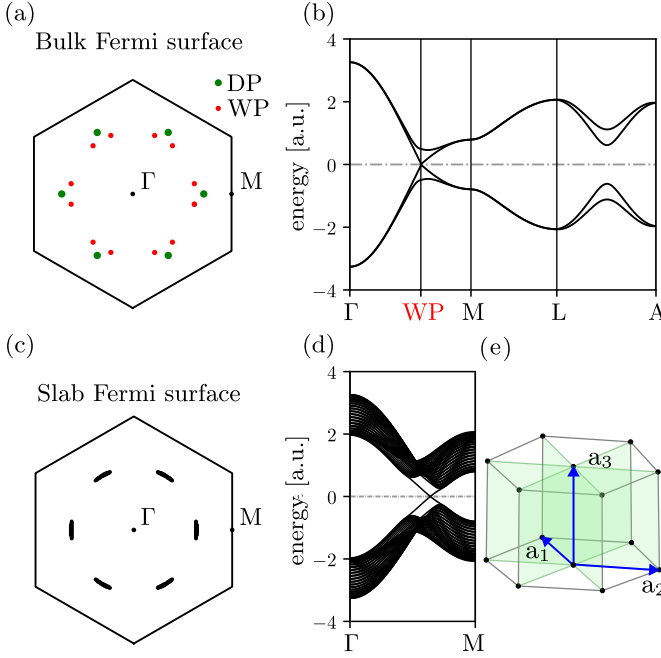 (a)
Bulk Fermi surface
DP
WP
Γ
M
(b)
energy [a.u.]
4
2
0
−2
−4
Γ
WP
M
L
A
(c)
Slab Fermi surface
Γ
M
(d)
energy [a.u.]
4
2
0
−2
−4
Γ
M
(e)
a3
a1
a2